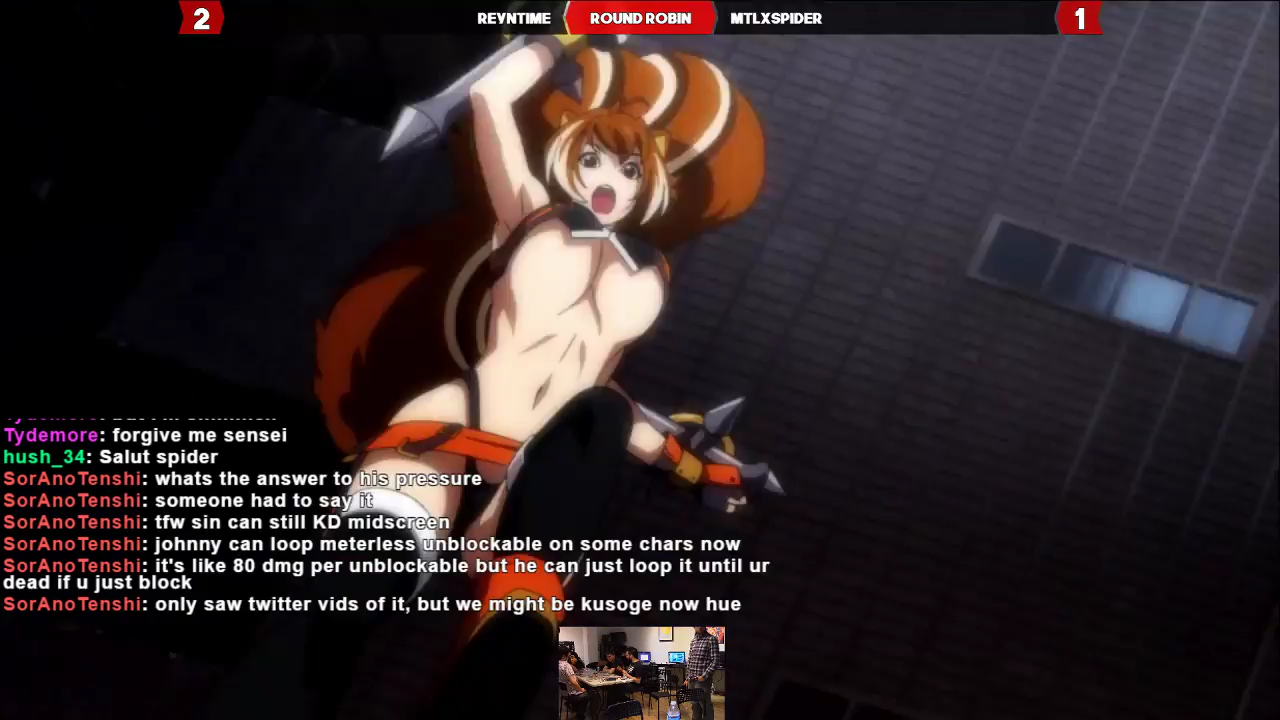 2 REYNTIME ROUND ROBIN MTLXSPIDER 1
Tydemore: forgive me sensei
hush_34: Salut spider
SorAnoTenshi: whats the answer to his pressure
SorAnoTenshi: someone had to say it
SorAnoTenshi: tfw sin can still KD midscreen
SorAnoTenshi: johnny can loop meterless unblockable on some chars now
SorAnoTenshi: it's like 80 dmg per unblockable but he can just loop it until ur
dead if u just block
SorAnoTenshi: only saw twitter vids of it, but we might be kusoge now hue